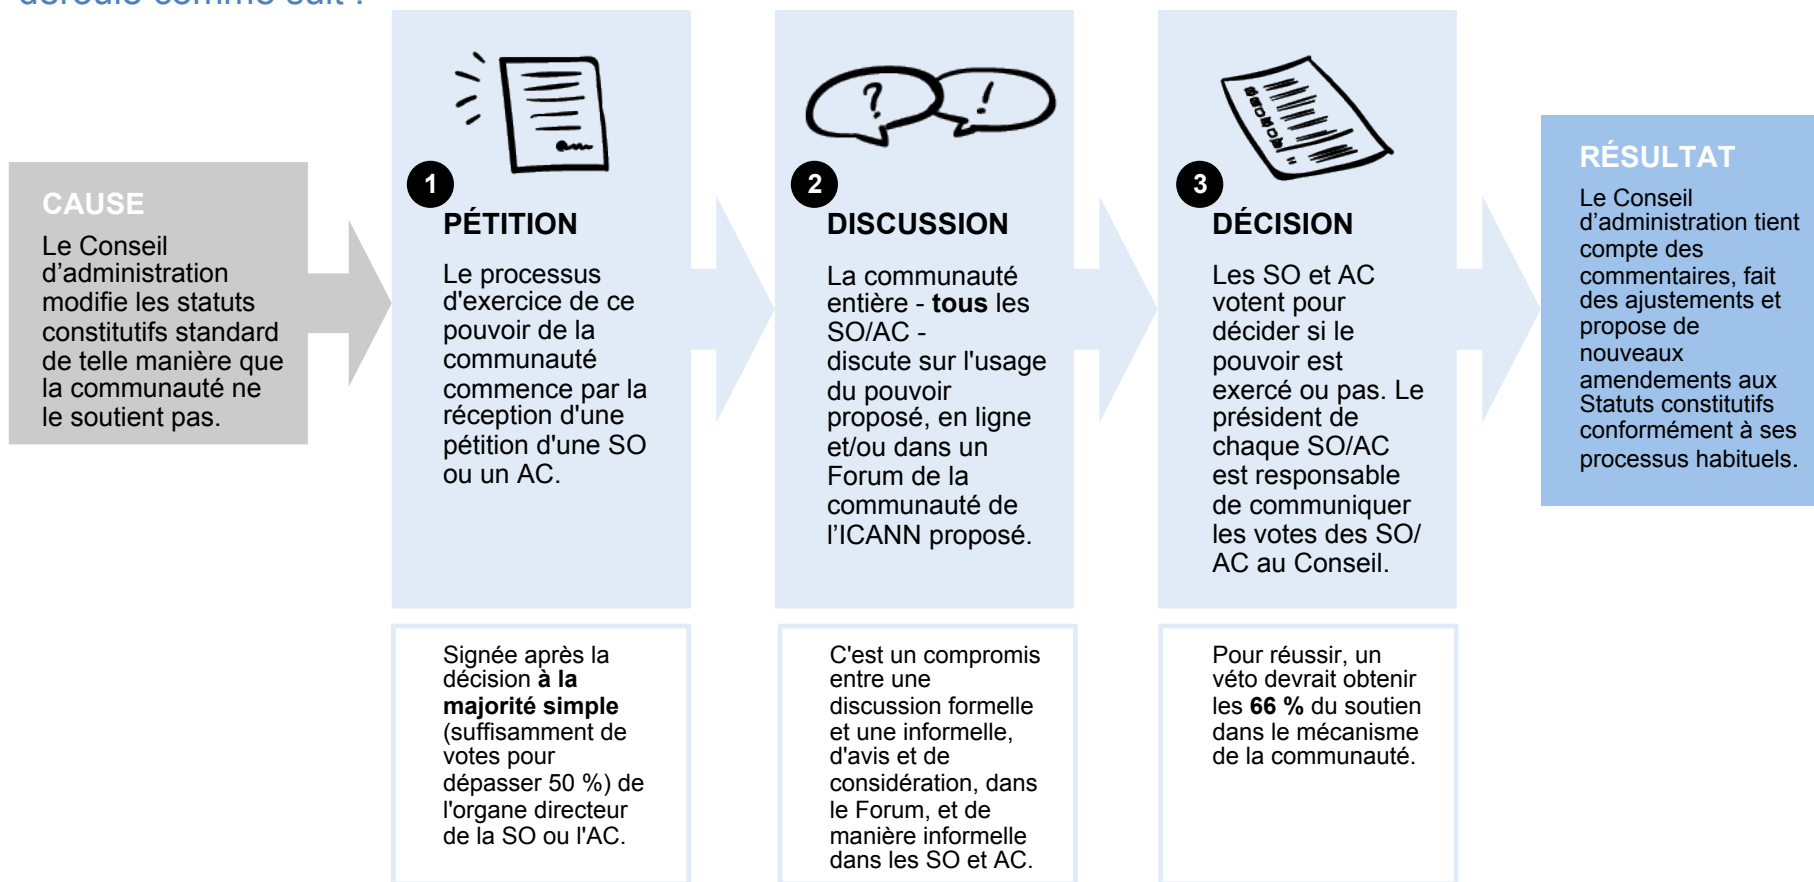 déroule comme suit :
CAUSE
Le Conseil
d'administration
modifie les statuts
constitutifs standard
de telle manière que
la communauté ne
le soutient pas.
1
PÉTITION
Le processus
d'exercice de ce
pouvoir de la
communauté
commence par la
réception d'une
pétition d'une SO
ou un AC.
Signée après la
décision à la
majorité simple
(suffisamment de
votes pour
dépasser 50 %) de
l'organe directeur
de la SO ou l'AC.
?
!
2
DISCUSSION
La communauté
entière - tous les
SO/AC -
discute sur l'usage
du pouvoir
proposé, en ligne
et/ou dans un
Forum de la
communauté de
l'ICANN proposé.
C'est un compromis
entre une
discussion formelle
et une informelle,
d'avis et de
considération, dans
le Forum, et de
manière informelle
dans les SO et AC.
3
DÉCISION
Les SO et AC
votent pour
décider si le
pouvoir est
exercé ou pas. Le
président de
chaque SO/AC
est responsable
de communiquer
les votes des SO/
AC au Conseil.
Pour réussir, un
véto devrait obtenir
les 66 % du soutien
dans le mécanisme
de la communauté.
RÉSULTAT
Le Conseil
d'administration tient
compte des
commentaires, fait
des ajustements et
propose de
nouveaux
amendements aux
Statuts constitutifs
conformément à ses
processus habituels.